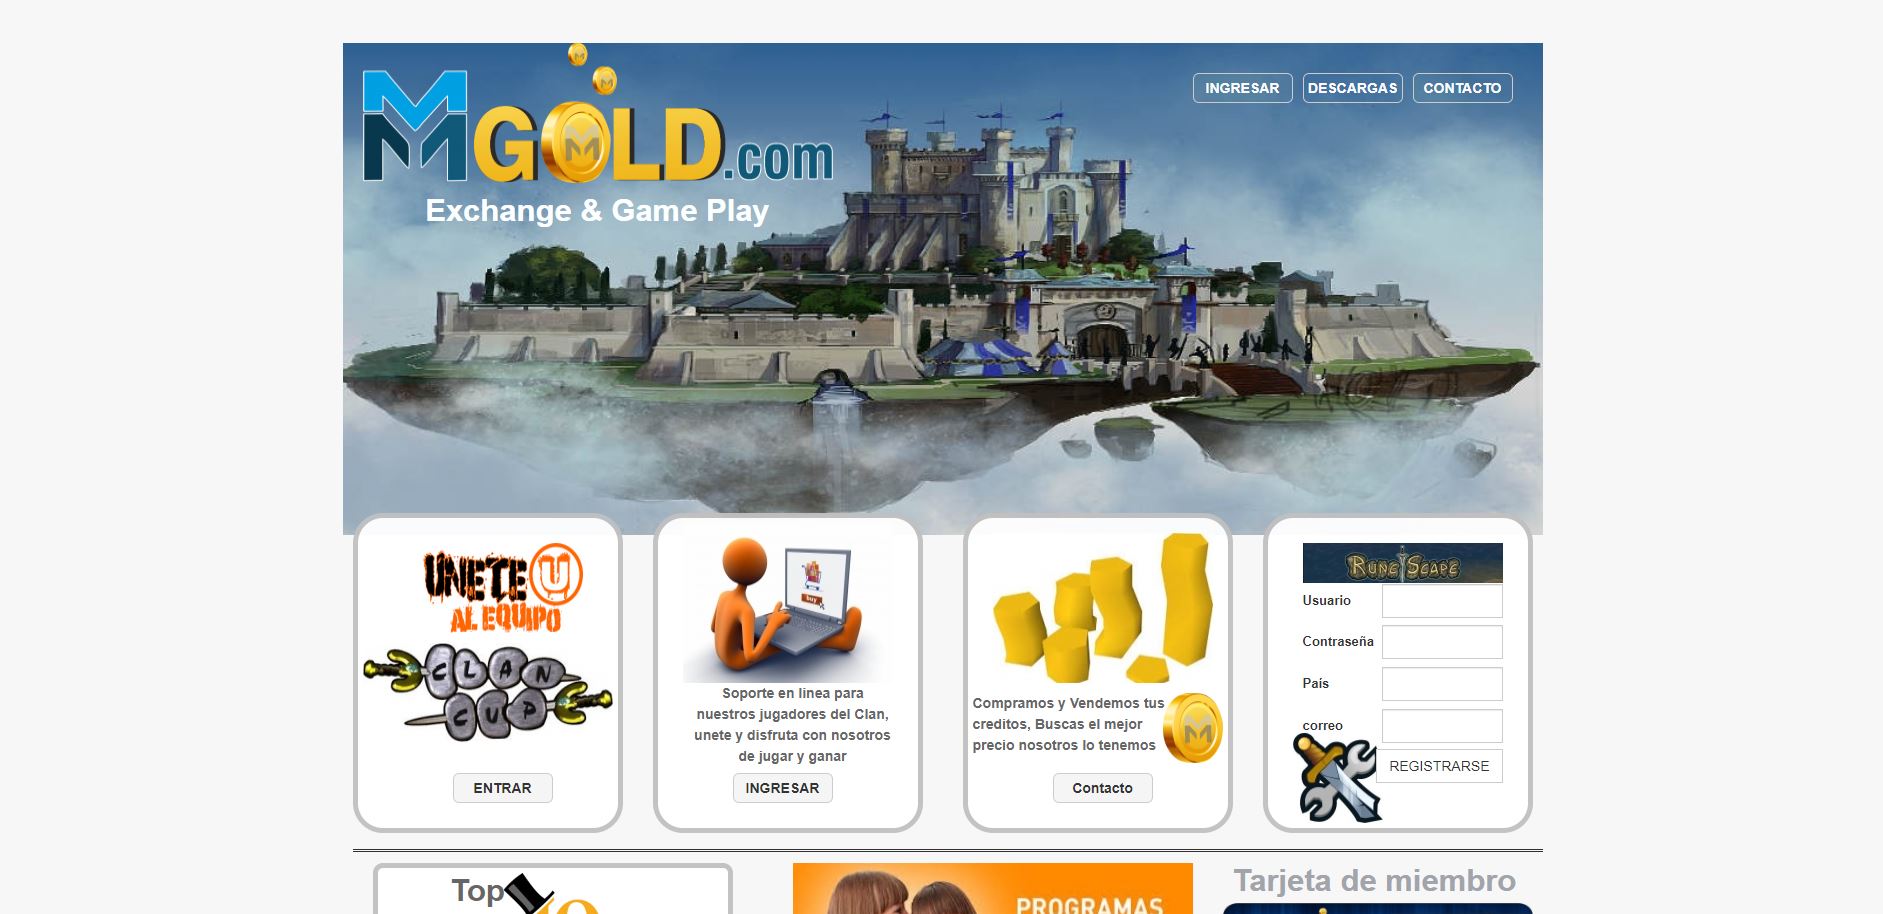 MGOLD.com
Exchange & Game Play
INGRESAR
DESCARGAS
CONTACTO
UNETE U
AL EQUIPO
CLAN
CUP
ENTRAR
buy
Soporte en linea para
nuestros jugadores del Clan,
unete y disfruta con nosotros
de jugar y ganar
INGRESAR
Compramos y Vendemos tus
creditos, Buscas el mejor
precio nosotros lo tenemos
M
Contacto
RUNESCAPE
Usuario
Contraseña
País
correo
REGISTRARSE
Top
PROGRAMAS
Tarjeta de miembro